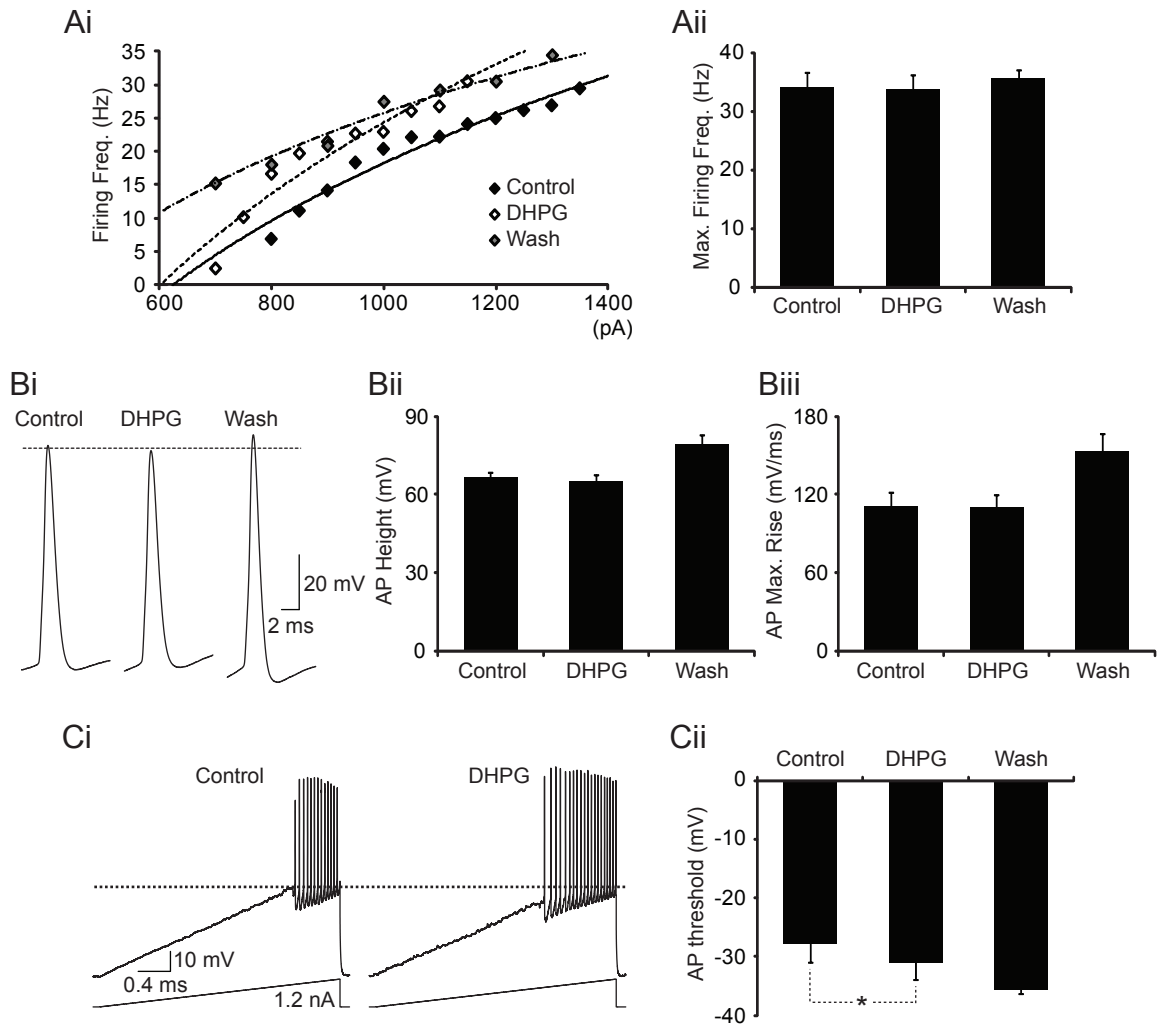 Ai
Firing Freq. (Hz)
35
30
25
20
15
10
5
0
600
800
1000
1200
1400
(pA)
Control
DHPG
Wash
Aii
Max. Firing Freq. (Hz)
40
30
20
10
0
Control
DHPG
Wash
Bi
Control
DHPG
Wash
20 mV
2 ms
Bii
AP Height (mV)
90
60
30
0
Control
DHPG
Wash
Biii
AP Max. Rise (mV/ms)
180
120
60
0
Control
DHPG
Wash
Ci
Control
DHPG
10 mV
0.4 ms
1.2 nA
Cii
Control
DHPG
Wash
AP threshold (mV)
0
-10
-20
-30
-40
*